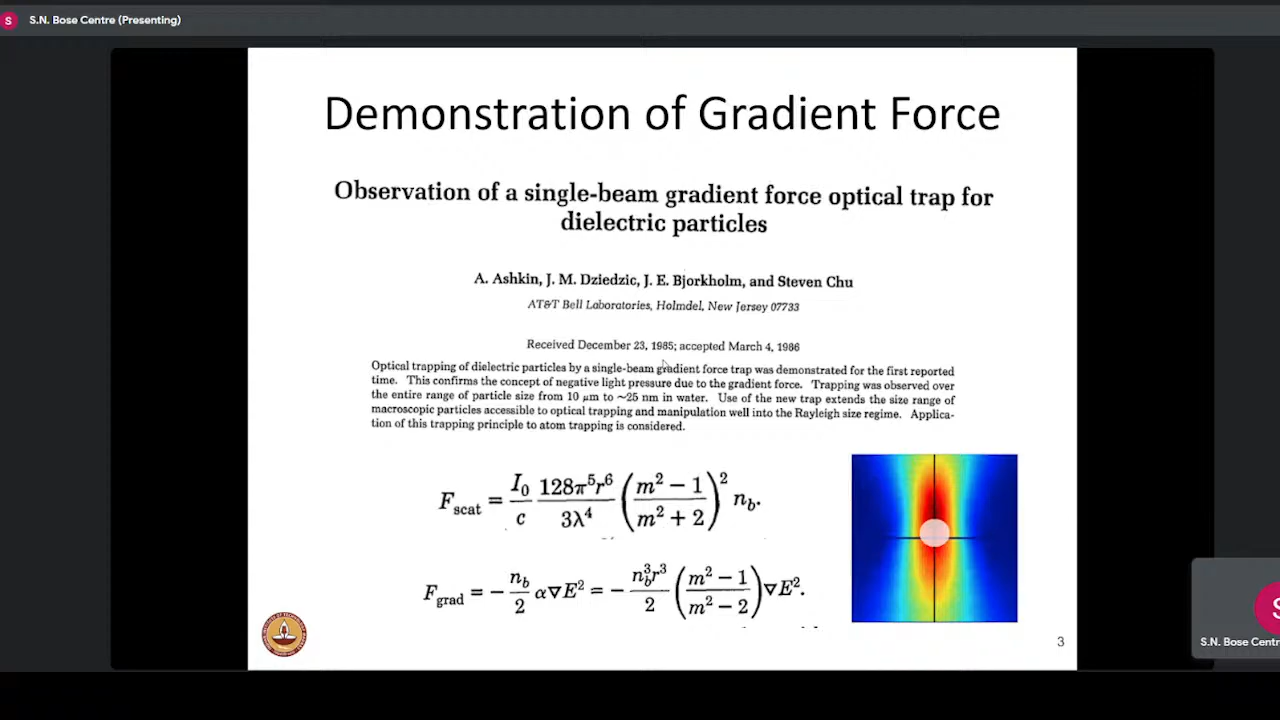 S
S.N. Bose Centre (Presenting)
Demonstration of Gradient Force
Observation of a single-beam gradient force optical trap for
dielectric particles
A. Ashkin, J. M. Dziedzic, J. E. Bjorkholm, and Steven Chu
AT&T Bell Laboratories, Holmdel, New Jersey 07733
Received December 23, 1985; accepted March 4, 1986
Optical trapping of dielectric particles by a single-beam gradient force trap was demonstrated for the first reported
time. This confirms the concept of negative light pressure due to the gradient force. Trapping was observed over
the entire range of particle size from 10 μm to ~25 nm in water. Use of the new trap extends the size range of
macroscopic particles accessible to optical trapping and manipulation well into the Rayleigh size regime. Applica-
tion of this trapping principle to atom trapping is considered.
F_scat = I₀/c 128π⁵r⁶/3λ⁴ ((m² − 1)/(m² + 2))² n_b.
F_grad = − n_b/2 α∇E² = − n_b³r³/2 ((m² − 1)/(m² − 2)) ∇E².
3
S
S.N. Bose Centr